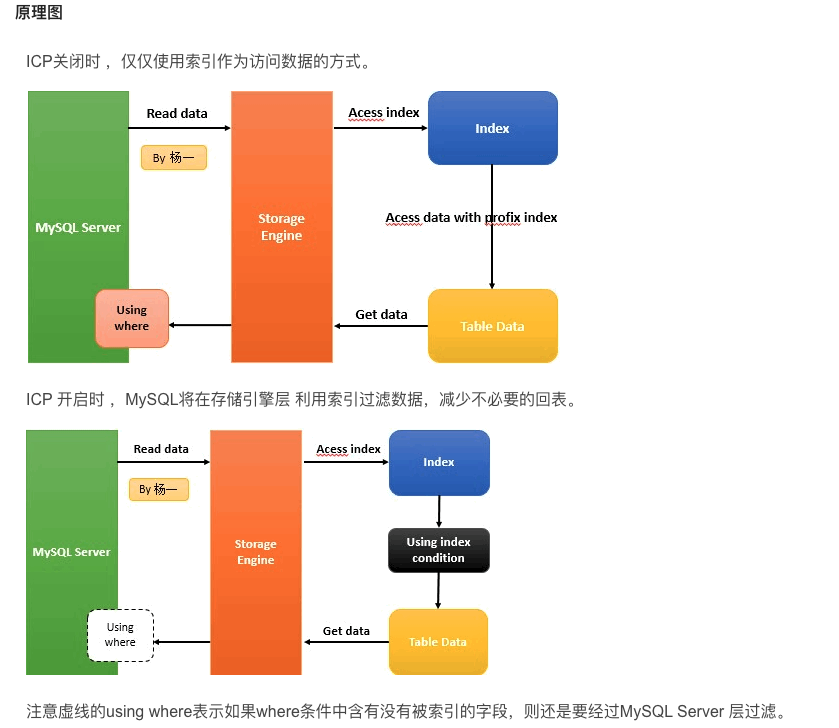 原理图
ICP关闭时 ，仅仅使用索引作为访问数据的方式。
Read data
Acess index
Index
By 杨一
MySQL Server
Storage
Engine
Acess data with profix index
Using
where
Get data
Table Data
ICP 开启时 ，MySQL将在存储引擎层 利用索引过滤数据，减少不必要的回表。
Read data
Acess index
Index
By 杨一
MySQL Server
Storage
Engine
Using index
condition
Using
where
Get data
Table Data
注意虚线的using where表示如果where条件中含有没有被索引的字段，则还是要经过MySQL Server 层过滤。